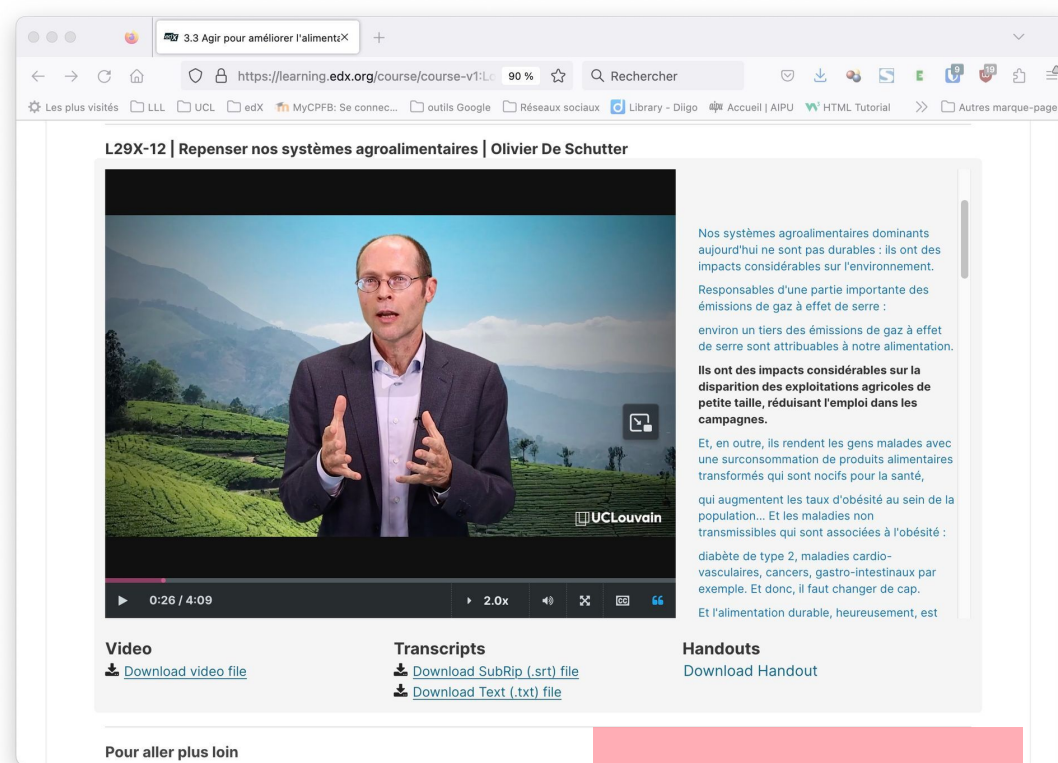 3.3 Agir pour améliorer l'alimenta
https://learning.edx.org/course/course-v1:Lo
90 %
Rechercher
9
19
Les plus visités
LLL
UCL
edX
MyCPFB: Se connec...
outils Google
Réseaux sociaux
Library - Diigo
Accueil | AIPU
HTML Tutorial
Autres marque-page
L29X-12 | Repenser nos systèmes agroalimentaires | Olivier De Schutter
UCLouvain
0:26 / 4:09
2.0x
CC
Nos systèmes agroalimentaires dominants
aujourd'hui ne sont pas durables : ils ont des
impacts considérables sur l'environnement.
Responsables d'une partie importante des
émissions de gaz à effet de serre :
environ un tiers des émissions de gaz à effet
de serre sont attribuables à notre alimentation.
Ils ont des impacts considérables sur la
disparition des exploitations agricoles de
petite taille, réduisant l'emploi dans les
campagnes.
Et, en outre, ils rendent les gens malades avec
une surconsommation de produits alimentaires
transformés qui sont nocifs pour la santé,
qui augmentent les taux d'obésité au sein de la
population... Et les maladies non
transmissibles qui sont associées à l'obésité :
diabète de type 2, maladies cardio-
vasculaires, cancers, gastro-intestinaux par
exemple. Et donc, il faut changer de cap.
Et l'alimentation durable, heureusement, est
Video
Download video file
Transcripts
Download SubRip (.srt) file
Download Text (.txt) file
Handouts
Download Handout
Pour aller plus loin